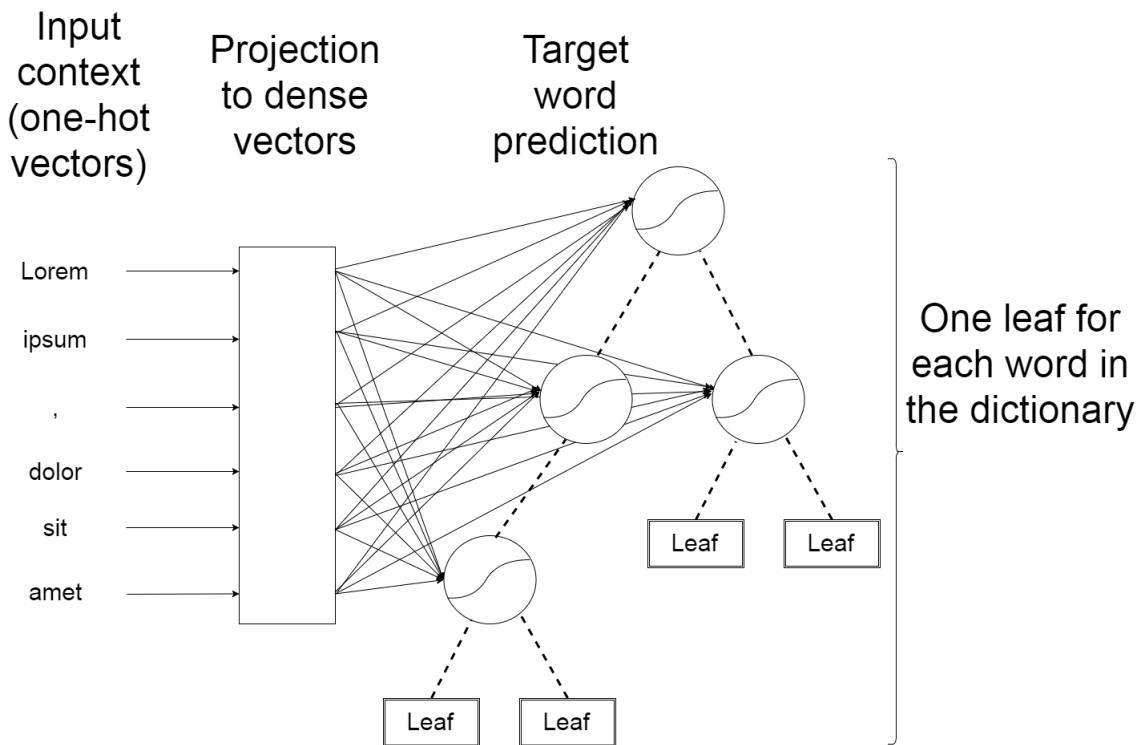 Input
context
(one-hot
vectors)
Projection
to dense
vectors
Target
word
prediction
Lorem
ipsum
,
dolor
sit
amet
One leaf for
each word in
the dictionary
Leaf
Leaf
Leaf
Leaf